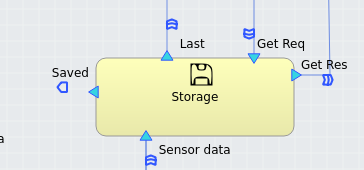 Last
Get Req
Saved
Get Res
Storage
a
Sensor data